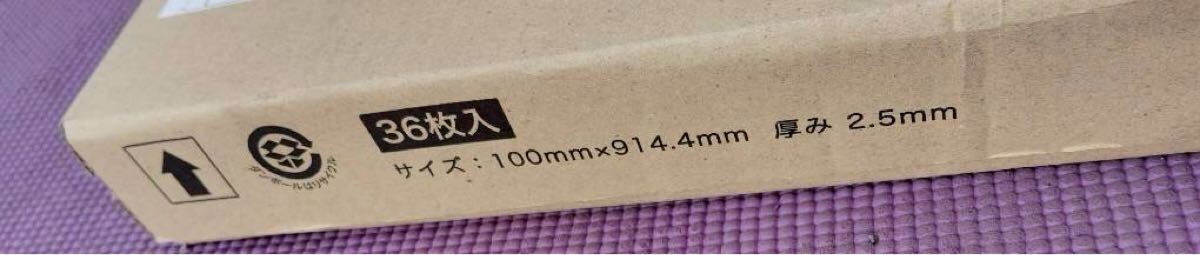 36枚入
サイズ：100mm×914.4mm 厚み 2.5mm
ダンボールはリサイクル